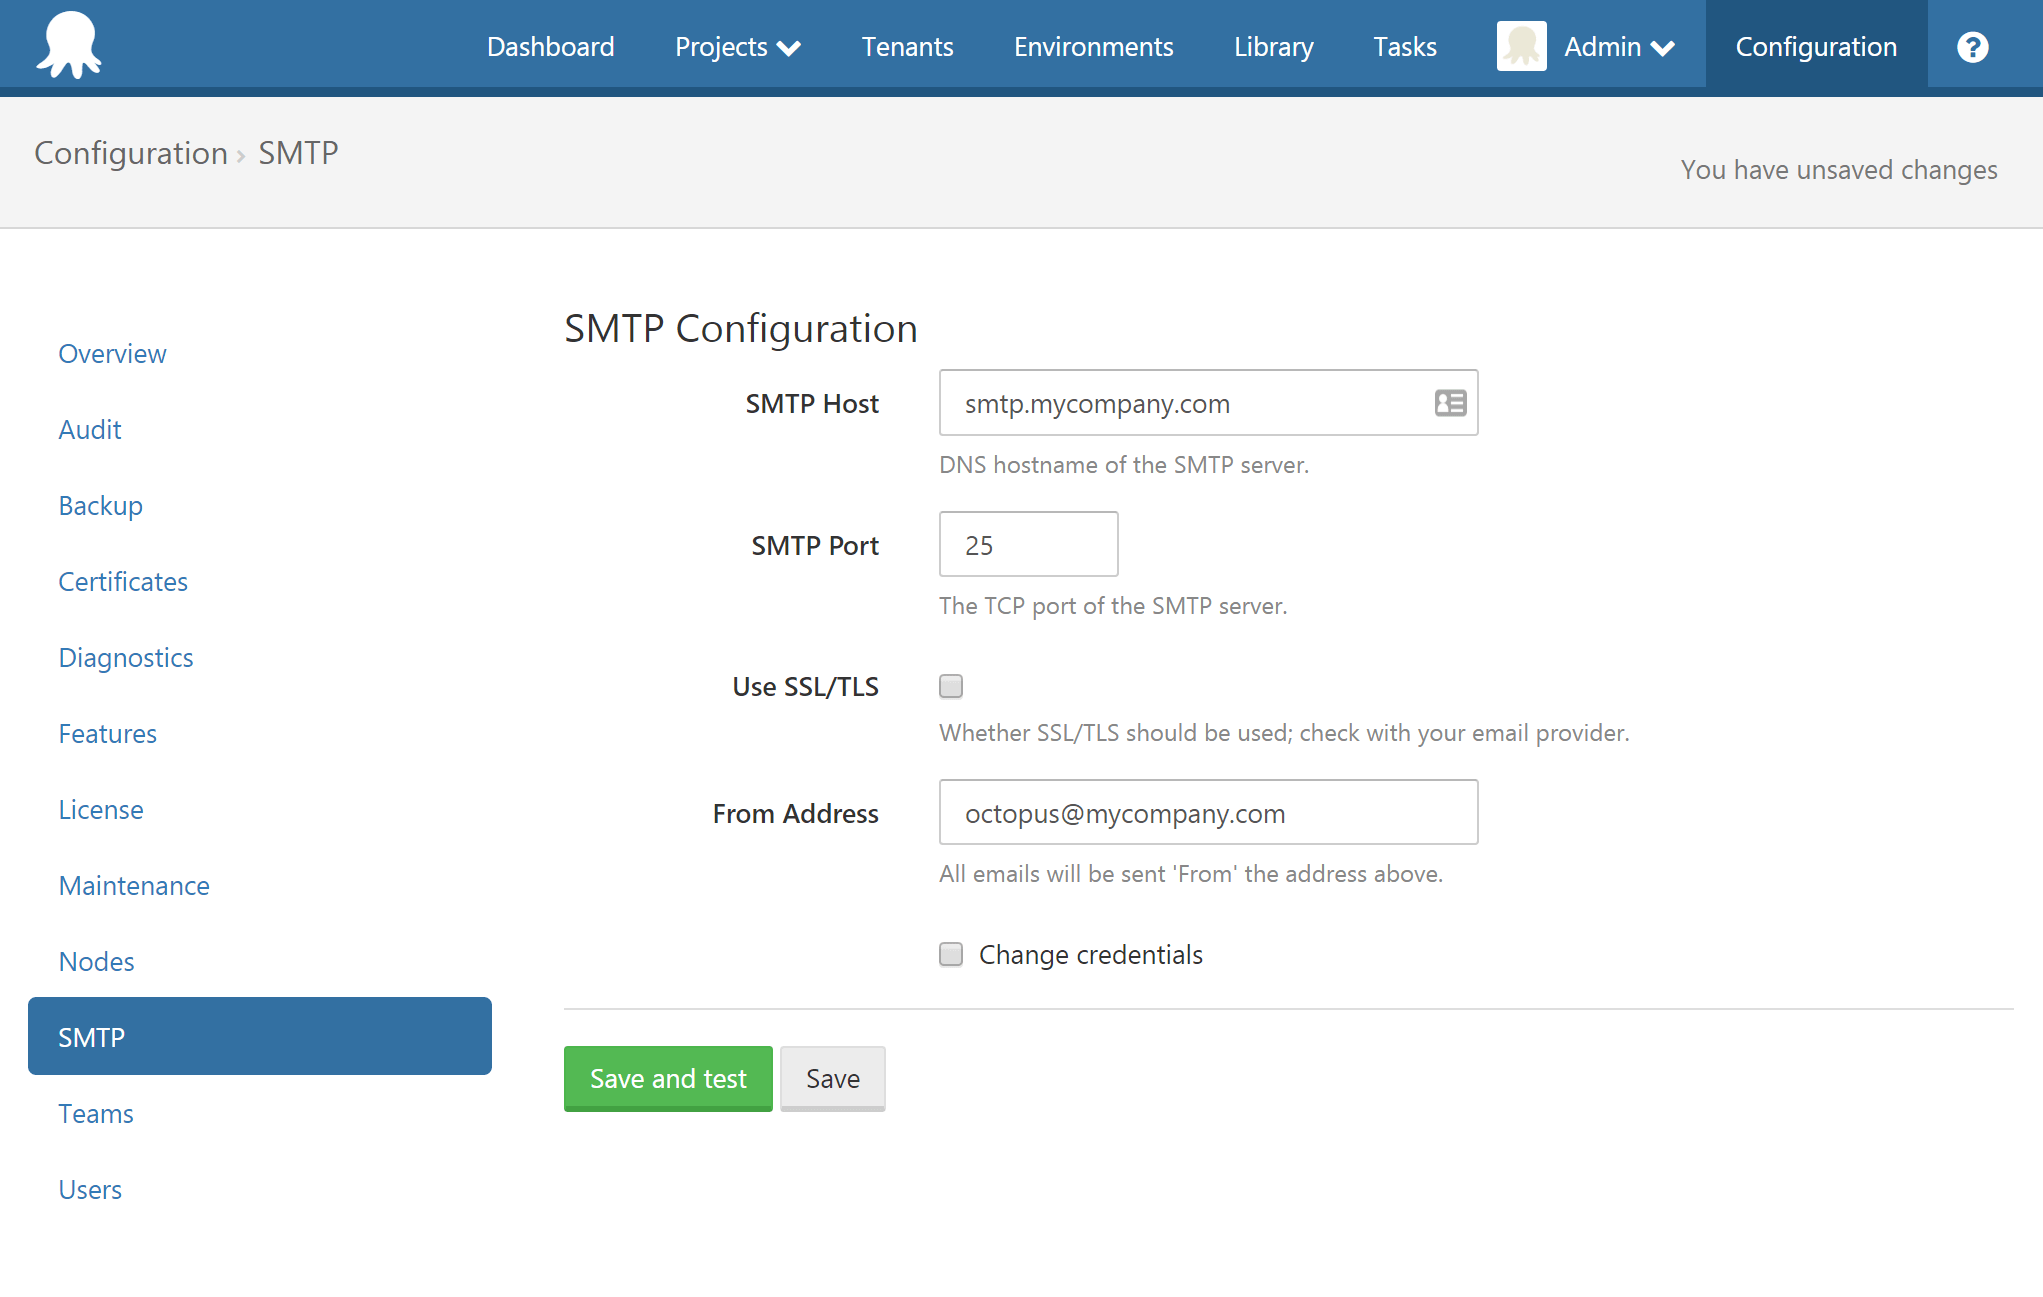 Dashboard Projects Tenants Environments Library Tasks Admin Configuration ?
Configuration › SMTP
You have unsaved changes
Overview
Audit
Backup
Certificates
Diagnostics
Features
License
Maintenance
Nodes
SMTP
Teams
Users
SMTP Configuration
SMTP Host smtp.mycompany.com
DNS hostname of the SMTP server.
SMTP Port 25
The TCP port of the SMTP server.
Use SSL/TLS
Whether SSL/TLS should be used; check with your email provider.
From Address octopus@mycompany.com
All emails will be sent 'From' the address above.
Change credentials
Save and test Save